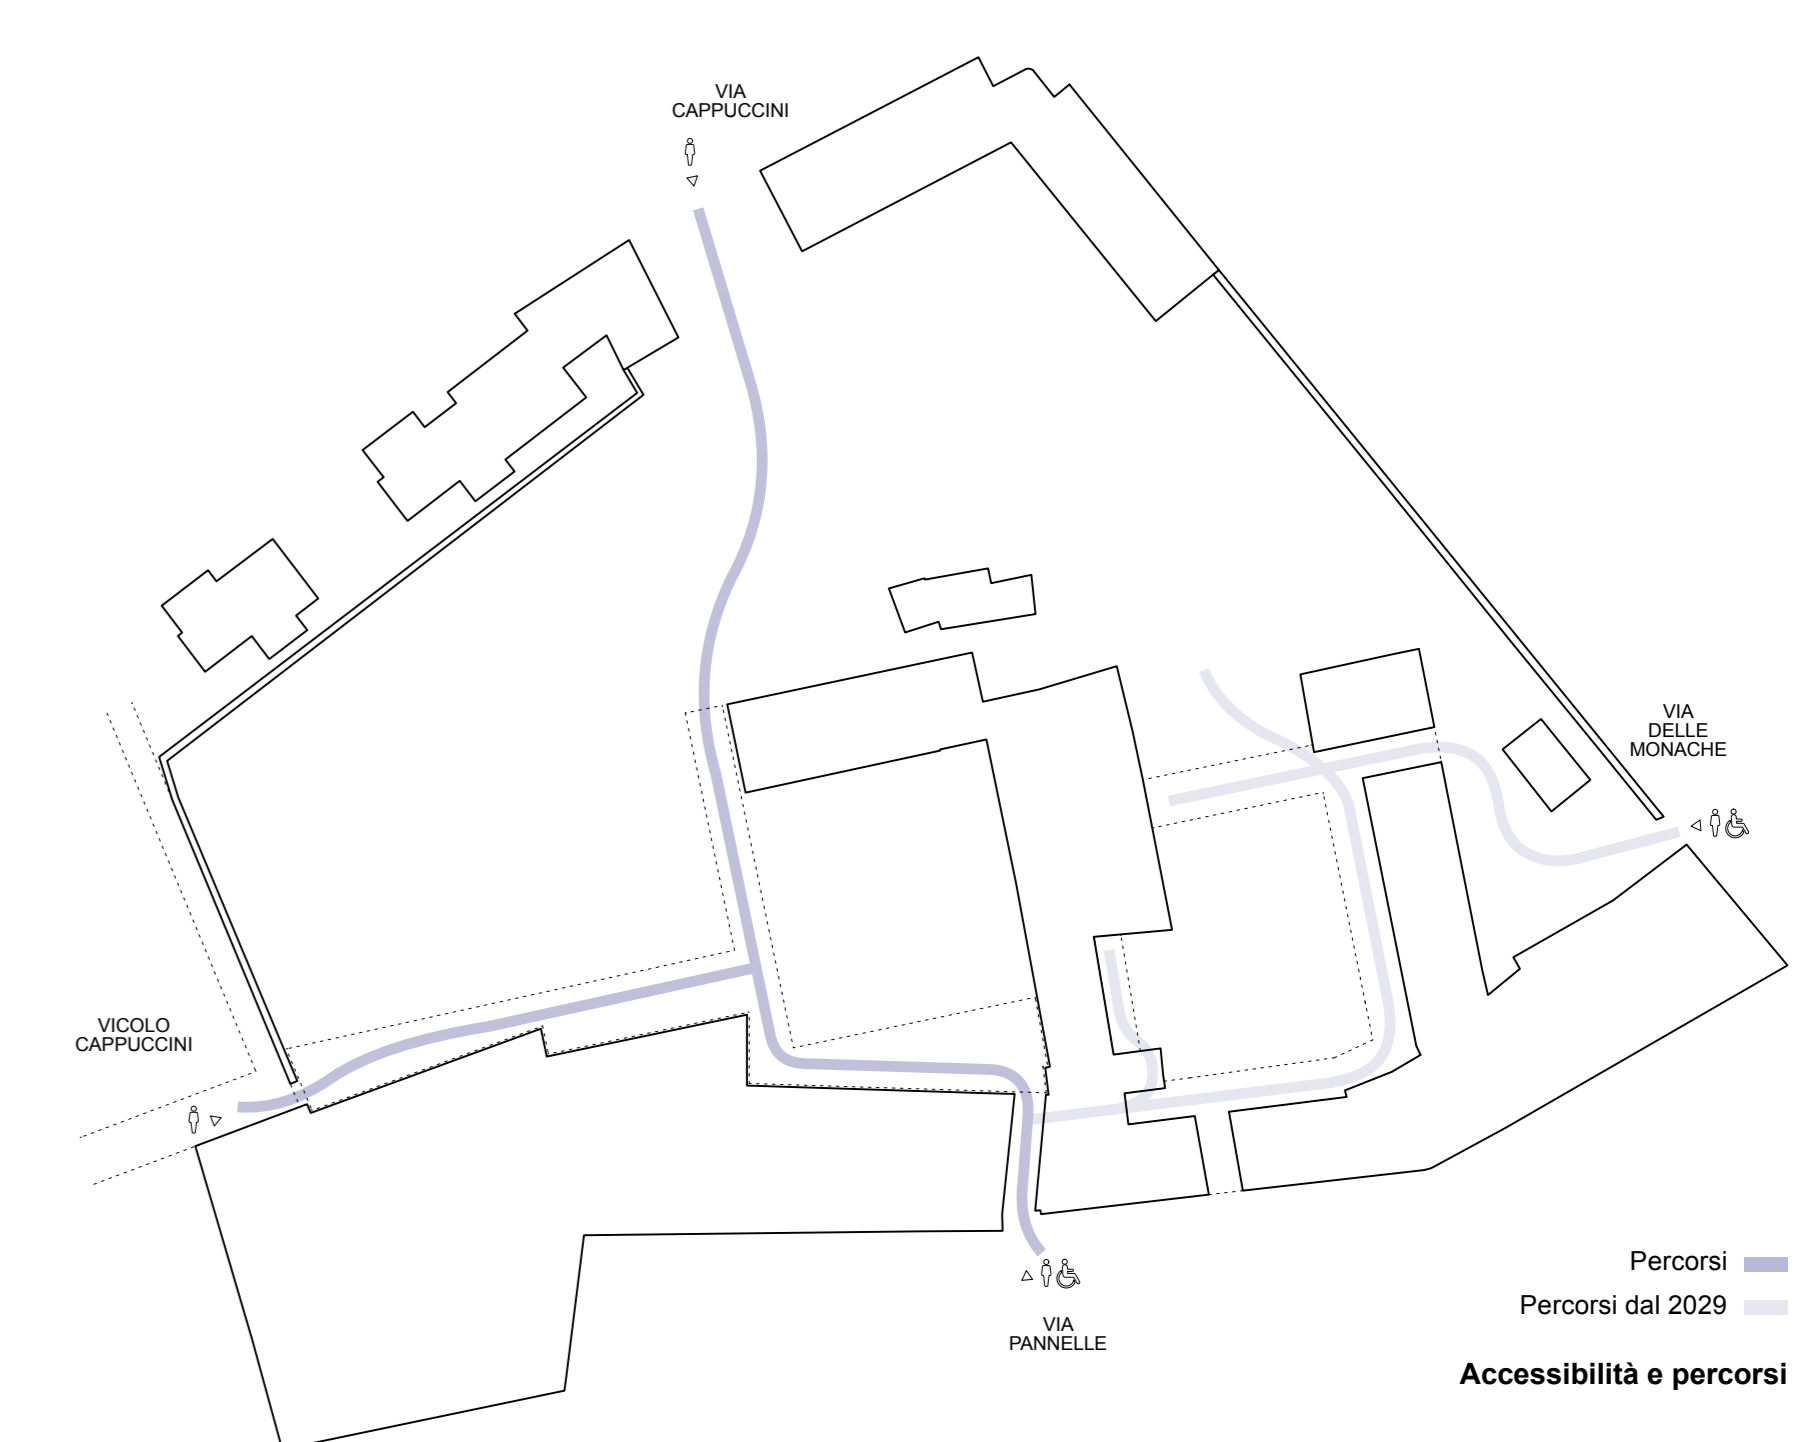 VIA
CAPPUCCINI
VIA
DELLE
MONACHE
VICOLO
CAPPUCCINI
VIA
PANNELLE
Percorsi
Percorsi dal 2029
Accessibilità e percorsi